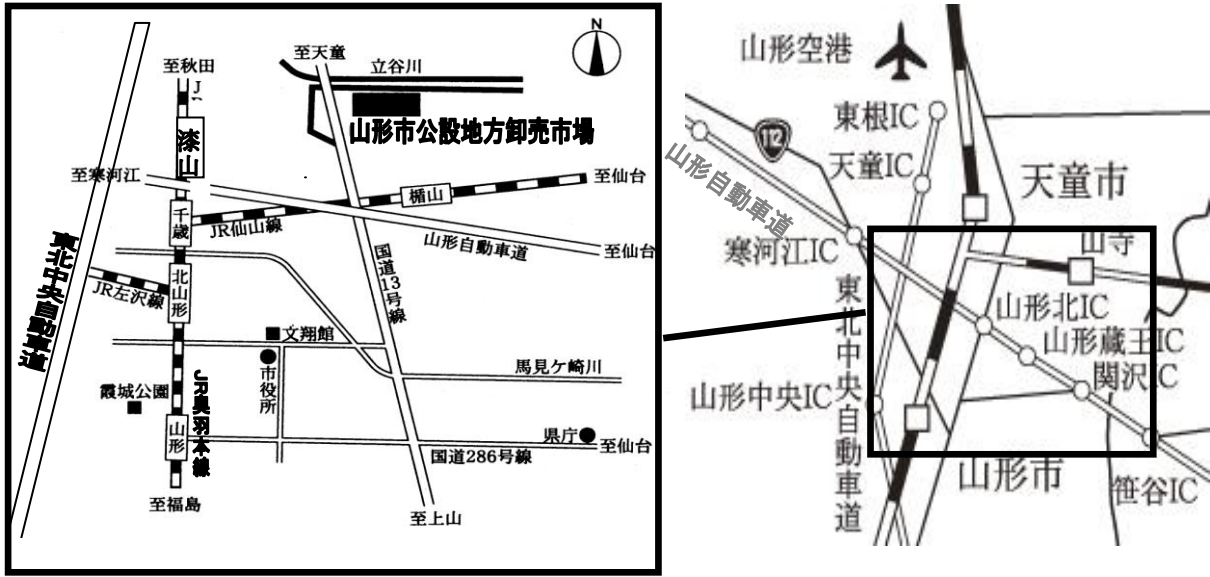 N
至天童
立谷川
至秋田
J
山形市公設地方卸売市場
漆山
至寒河江
楯山
至仙台
千歳
JR仙山線
山形自動車道
至仙台
国道13号線
東北中央自動車道
北山形
JR左沢線
文翔館
市役所
馬見ケ崎川
霞城公園
JR奥羽本線
山形
県庁
至仙台
国道286号線
至福島
至上山
山形空港
東根IC
112
天童IC
山形自動車道
天童市
寒河江IC
山寺
東北中央自動車道
山形北IC
山形蔵王IC
関沢IC
山形中央IC
山形市
笹谷IC